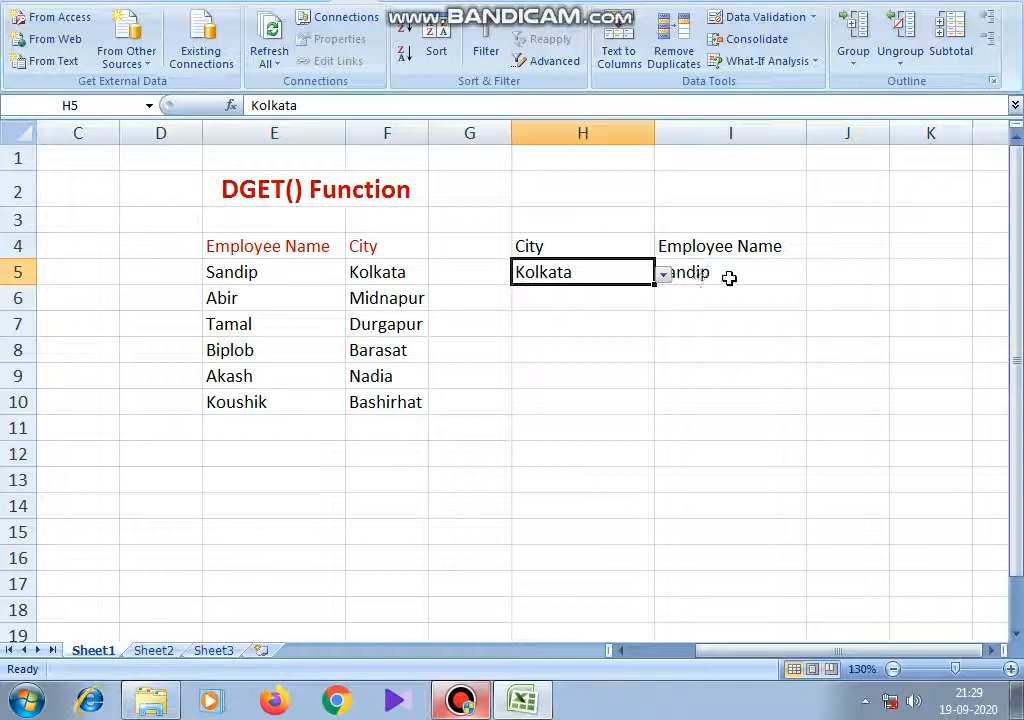 From Access
From Web
From Text
From Other Sources
Existing Connections
Get External Data
Refresh All
Connections
Properties
Edit Links
Connections
www.BANDICAM.com
Sort
Filter
Reapply
Advanced
Sort & Filter
Text to Columns
Remove Duplicates
Data Validation
Consolidate
What-If Analysis
Data Tools
Group
Ungroup
Subtotal
Outline
H5
fx
Kolkata
C D E F G H I J K
1
2 DGET() Function
3
4 Employee Name City City Employee Name
5 Sandip Kolkata Kolkata andip
6 Abir Midnapur
7 Tamal Durgapur
8 Biplob Barasat
9 Akash Nadia
10 Koushik Bashirhat
11
12
13
14
15
16
17
18
19
Sheet1 Sheet2 Sheet3
Ready
130%
21:29
19-09-2020